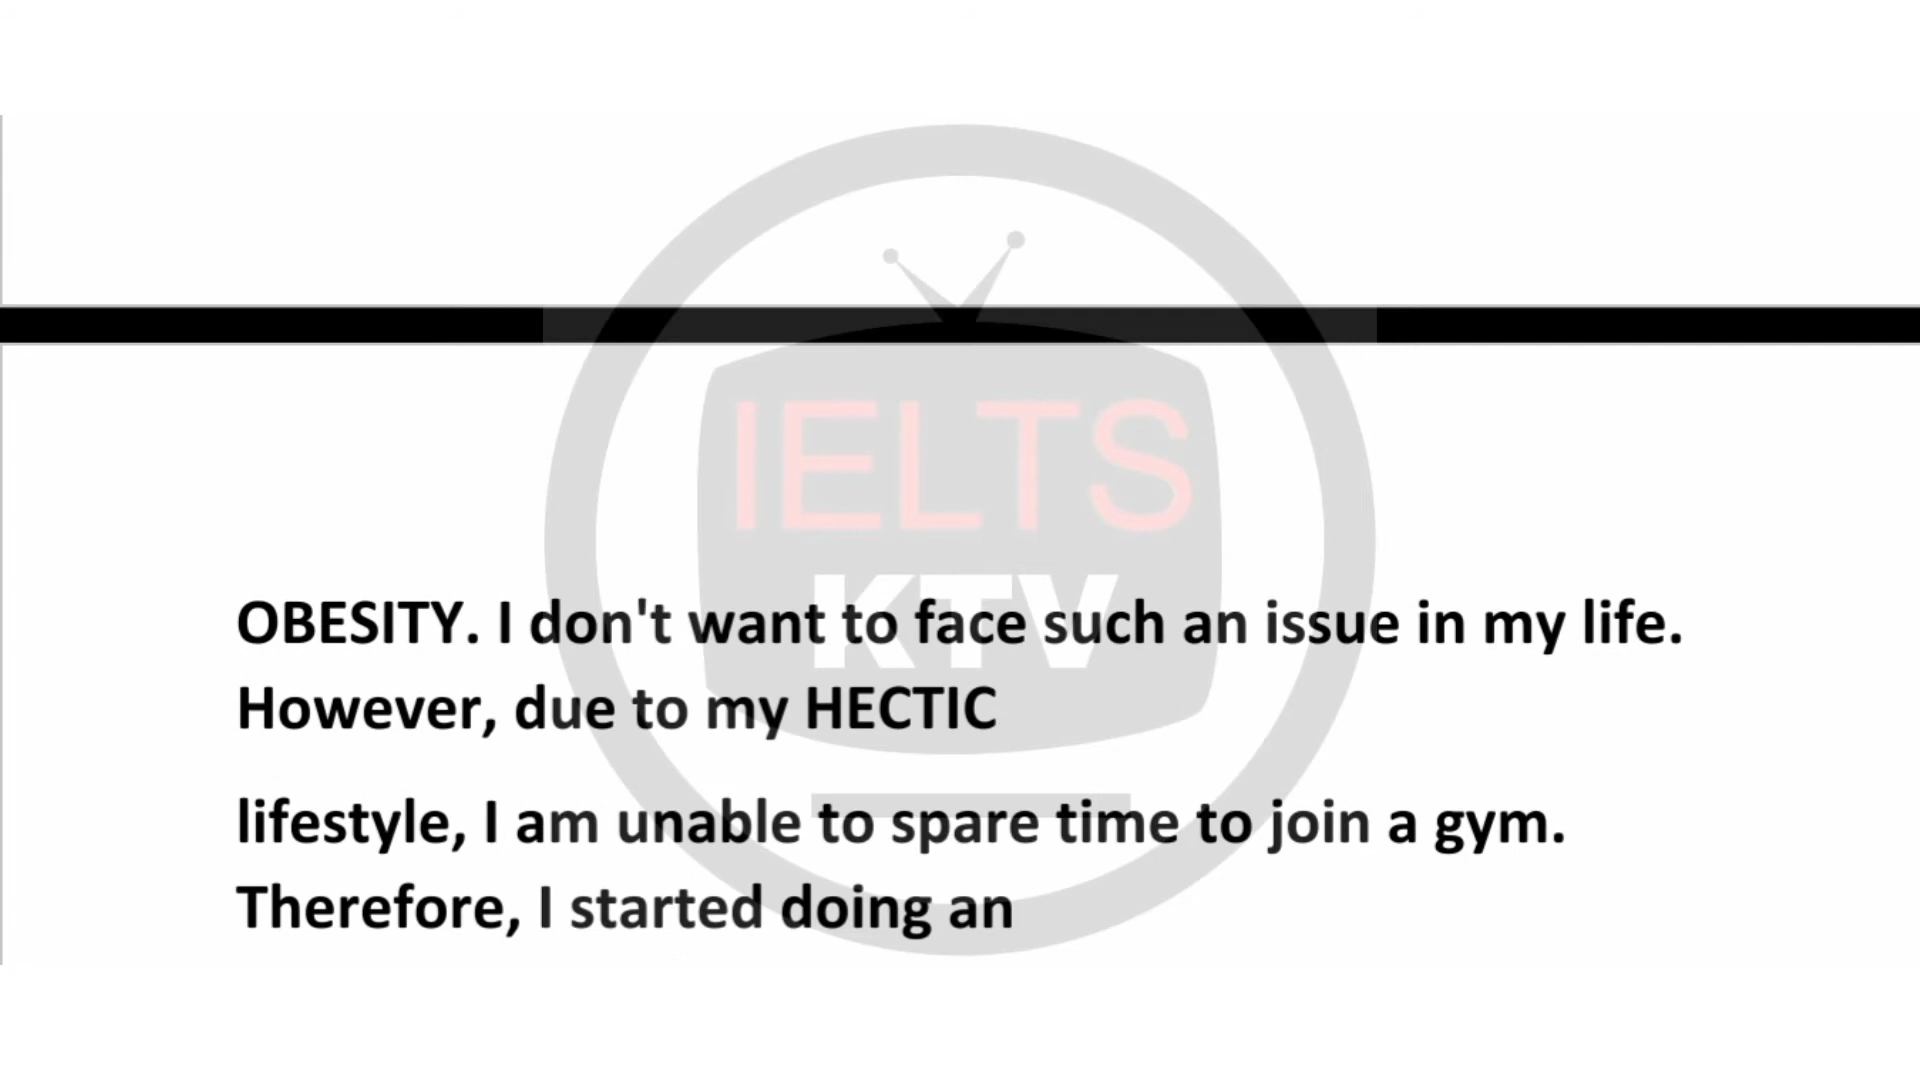 IELTS
KTV
OBESITY. I don't want to face such an issue in my life.
However, due to my HECTIC
lifestyle, I am unable to spare time to join a gym.
Therefore, I started doing an